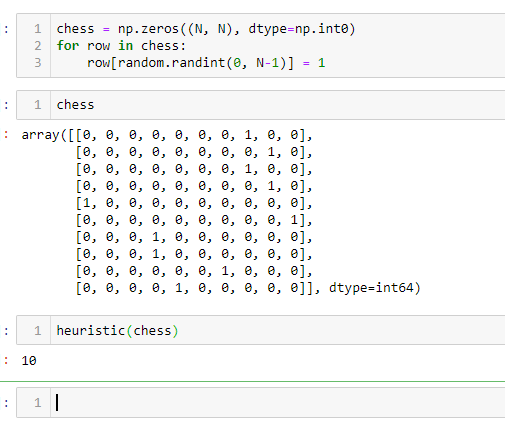 : 1 chess = np.zeros((N, N), dtype=np.int0)
2 for row in chess:
3     row[random.randint(0, N-1)] = 1
: 1 chess
: array([[0, 0, 0, 0, 0, 0, 0, 1, 0, 0],
       [0, 0, 0, 0, 0, 0, 0, 0, 1, 0],
       [0, 0, 0, 0, 0, 0, 0, 1, 0, 0],
       [0, 0, 0, 0, 0, 0, 0, 0, 1, 0],
       [1, 0, 0, 0, 0, 0, 0, 0, 0, 0],
       [0, 0, 0, 0, 0, 0, 0, 0, 0, 1],
       [0, 0, 0, 1, 0, 0, 0, 0, 0, 0],
       [0, 0, 0, 1, 0, 0, 0, 0, 0, 0],
       [0, 0, 0, 0, 0, 0, 1, 0, 0, 0],
       [0, 0, 0, 0, 1, 0, 0, 0, 0, 0]], dtype=int64)
: 1 heuristic(chess)
: 10
: 1